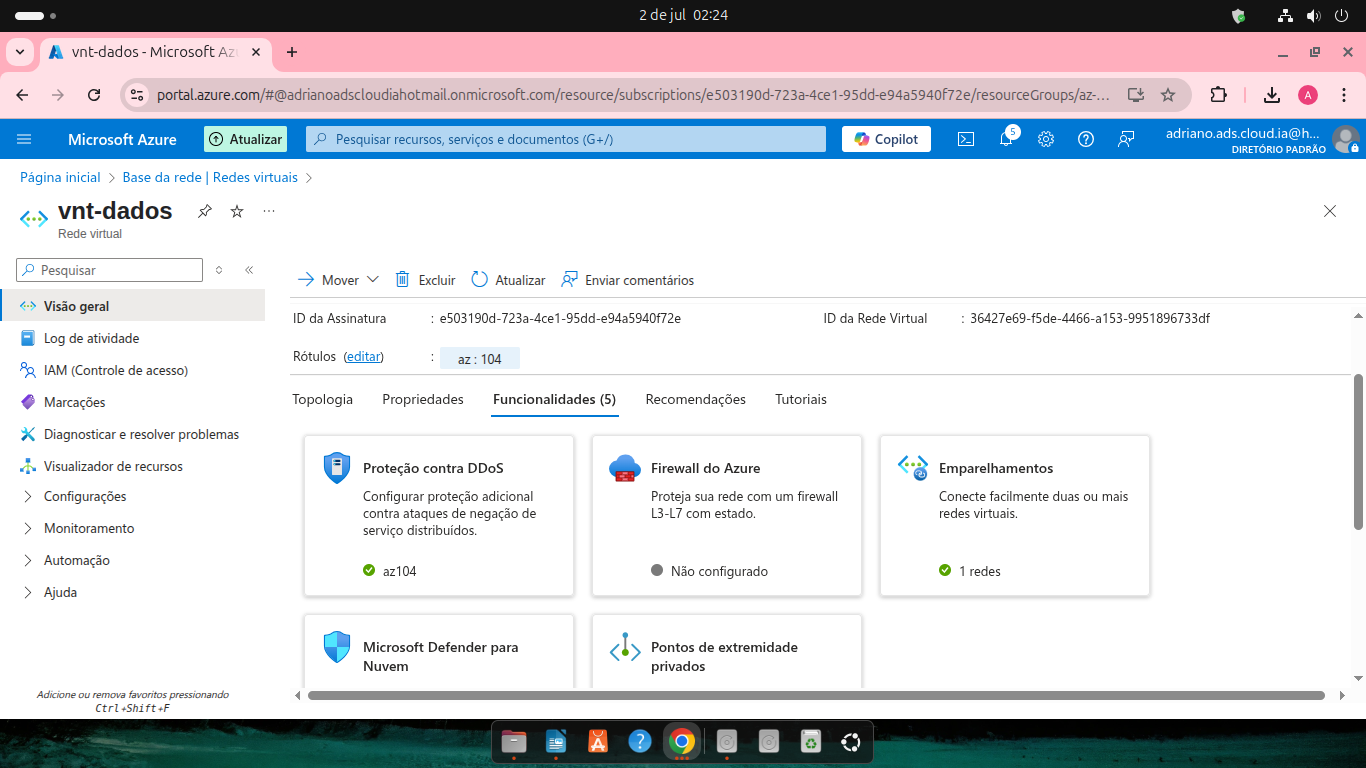 2 de jul 02:24
vnt-dados - Microsoft Az
portal.azure.com/#@adrianoadscloudiahotmail.onmicrosoft.com/resource/subscriptions/e503190d-723a-4ce1-95dd-e94a5940f72e/resourceGroups/az-...
A
Microsoft Azure
Atualizar
Pesquisar recursos, serviços e documentos (G+/)
Copilot
5
adriano.ads.cloud.ia@h...
DIRETÓRIO PADRÃO
Página inicial
Base da rede | Redes virtuais
vnt-dados
Rede virtual
Pesquisar
Mover
Excluir
Atualizar
Enviar comentários
Visão geral
Log de atividade
IAM (Controle de acesso)
Marcações
Diagnosticar e resolver problemas
Visualizador de recursos
Configurações
Monitoramento
Automação
Ajuda
Adicione ou remova favoritos pressionando
Ctrl+Shift+F
ID da Assinatura : e503190d-723a-4ce1-95dd-e94a5940f72e
ID da Rede Virtual : 36427e69-f5de-4466-a153-9951896733df
Rótulos (editar) : az : 104
Topologia
Propriedades
Funcionalidades (5)
Recomendações
Tutoriais
Proteção contra DDoS
Configurar proteção adicional
contra ataques de negação de
serviço distribuídos.
az104
Firewall do Azure
Proteja sua rede com um firewall
L3-L7 com estado.
Não configurado
Emparelhamentos
Conecte facilmente duas ou mais
redes virtuais.
1 redes
Microsoft Defender para
Nuvem
Pontos de extremidade
privados